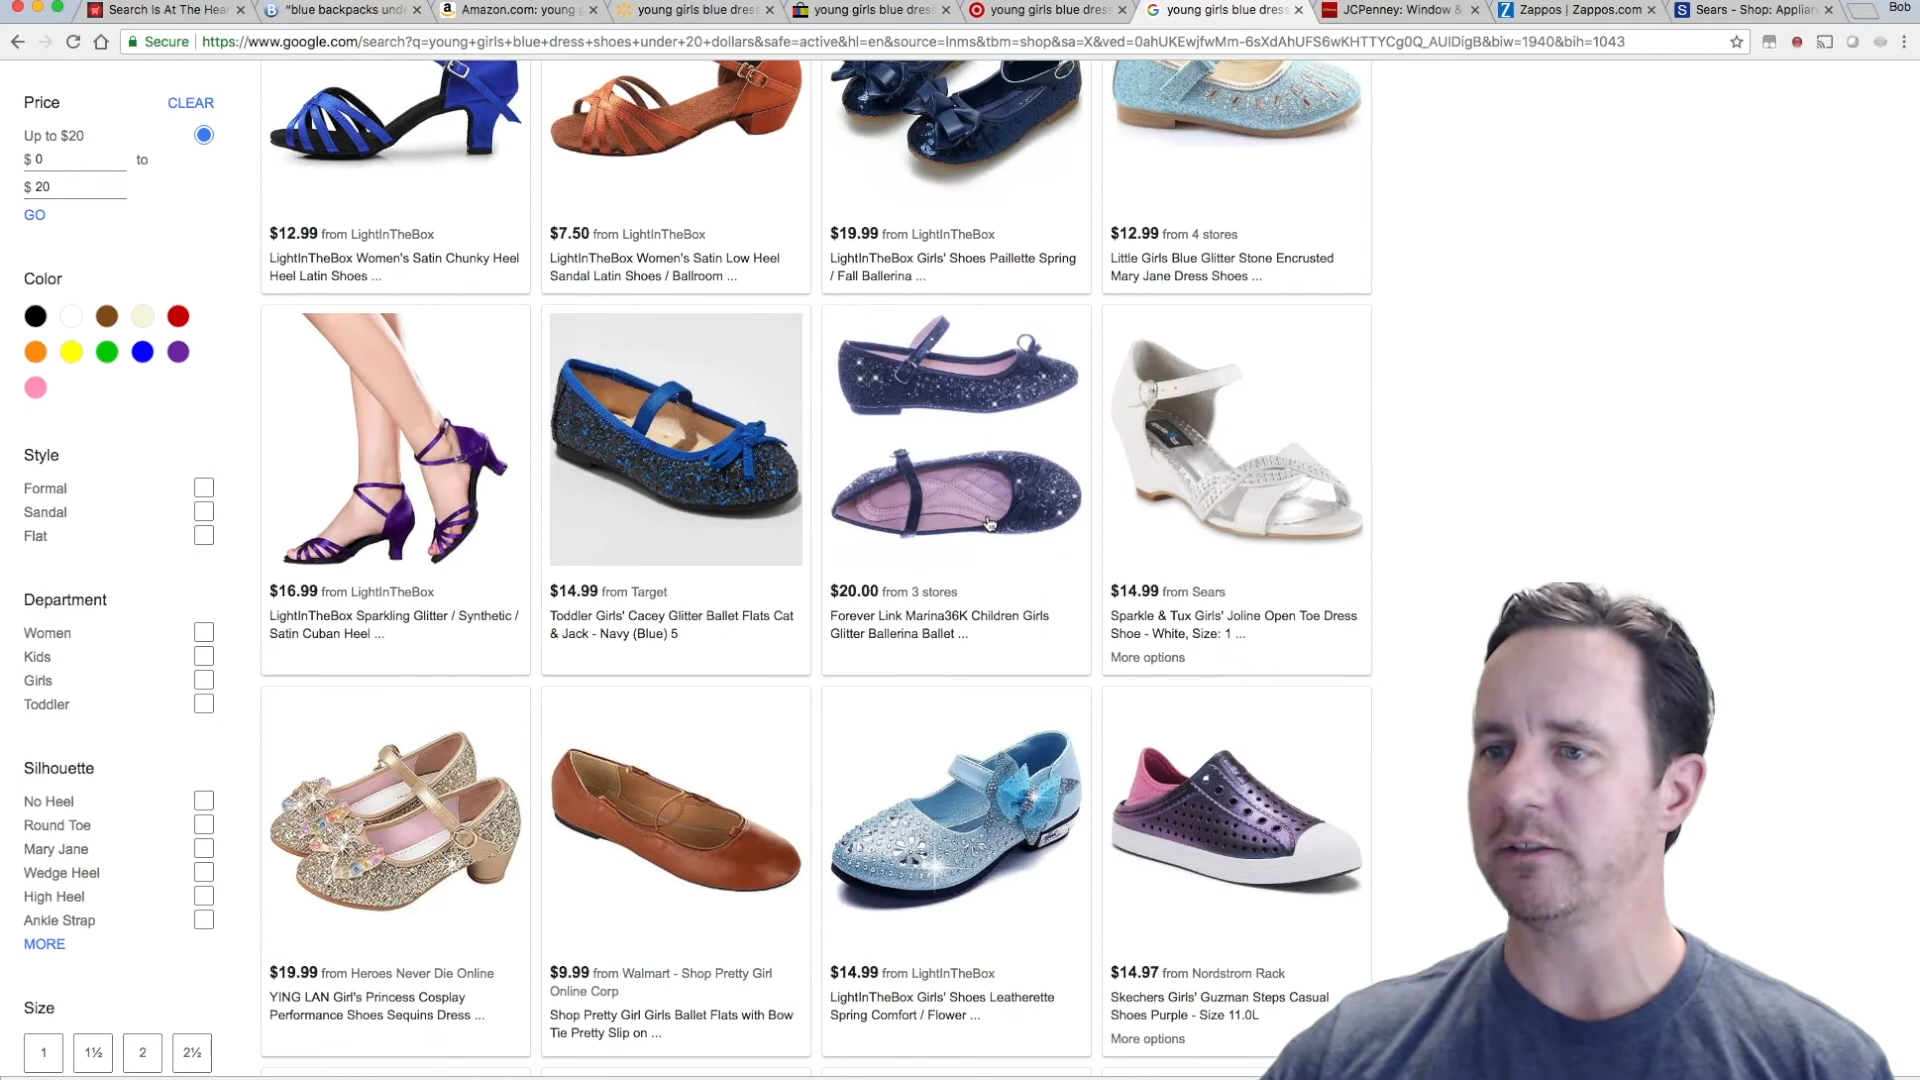 Search Is At The Hear
"blue backpacks und
Amazon.com: young g
young girls blue dres
young girls blue dres
young girls blue dres
young girls blue dres
JCPenney: Window &
Zappos | Zappos.com
Sears - Shop: Applian
Bob
Secure
https://www.google.com/search?q=young+girls+blue+dress+shoes+under+20+dollars&safe=active&hl=en&source=lnms&tbm=shop&sa=X&ved=0ahUKEwjfwMm-6sXdAhUFS6wKHTTYCg0Q_AUIDigB&biw=1940&bih=1043
Price CLEAR
Up to $20
$ 0 to
$ 20
GO
Color
Style
Formal
Sandal
Flat
Department
Women
Kids
Girls
Toddler
Silhouette
No Heel
Round Toe
Mary Jane
Wedge Heel
High Heel
Ankle Strap
MORE
Size
1 1½ 2 2½
$12.99 from LightInTheBox
LightInTheBox Women's Satin Chunky Heel
Heel Latin Shoes ...
$7.50 from LightInTheBox
LightInTheBox Women's Satin Low Heel
Sandal Latin Shoes / Ballroom ...
$19.99 from LightInTheBox
LightInTheBox Girls' Shoes Paillette Spring
/ Fall Ballerina ...
$12.99 from 4 stores
Little Girls Blue Glitter Stone Encrusted
Mary Jane Dress Shoes ...
$16.99 from LightInTheBox
LightInTheBox Sparkling Glitter / Synthetic /
Satin Cuban Heel ...
$14.99 from Target
Toddler Girls' Cacey Glitter Ballet Flats Cat
& Jack - Navy (Blue) 5
$20.00 from 3 stores
Forever Link Marina36K Children Girls
Glitter Ballerina Ballet ...
$14.99 from Sears
Sparkle & Tux Girls' Joline Open Toe Dress
Shoe - White, Size: 1 ...
More options
$19.99 from Heroes Never Die Online
YING LAN Girl's Princess Cosplay
Performance Shoes Sequins Dress ...
$9.99 from Walmart - Shop Pretty Girl
Online Corp
Shop Pretty Girl Girls Ballet Flats with Bow
Tie Pretty Slip on ...
$14.99 from LightInTheBox
LightInTheBox Girls' Shoes Leatherette
Spring Comfort / Flower ...
$14.97 from Nordstrom Rack
Skechers Girls' Guzman Steps Casual
Shoes Purple - Size 11.0L
More options